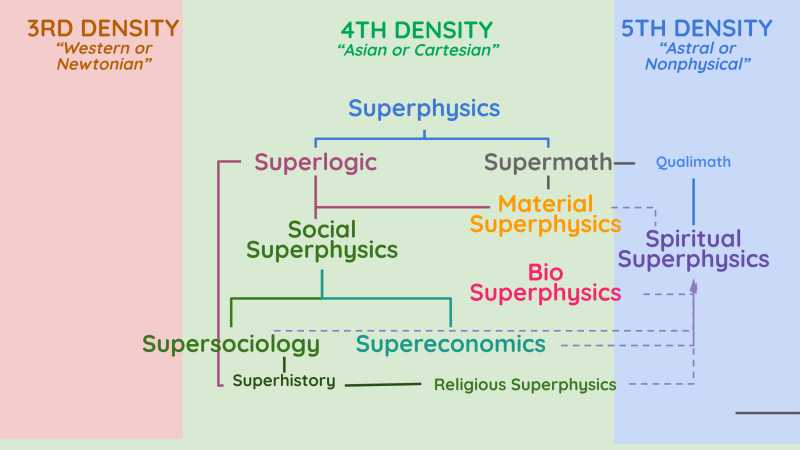 3RD DENSITY
“Western or
Newtonian”
4TH DENSITY
“Asian or Cartesian”
5TH DENSITY
“Astral or
Nonphysical”
Superphysics
Superlogic
Supermath
Qualimath
Material
Superphysics
Social
Superphysics
Spiritual
Superphysics
Bio
Superphysics
Supersociology
Supereconomics
Superhistory
Religious Superphysics